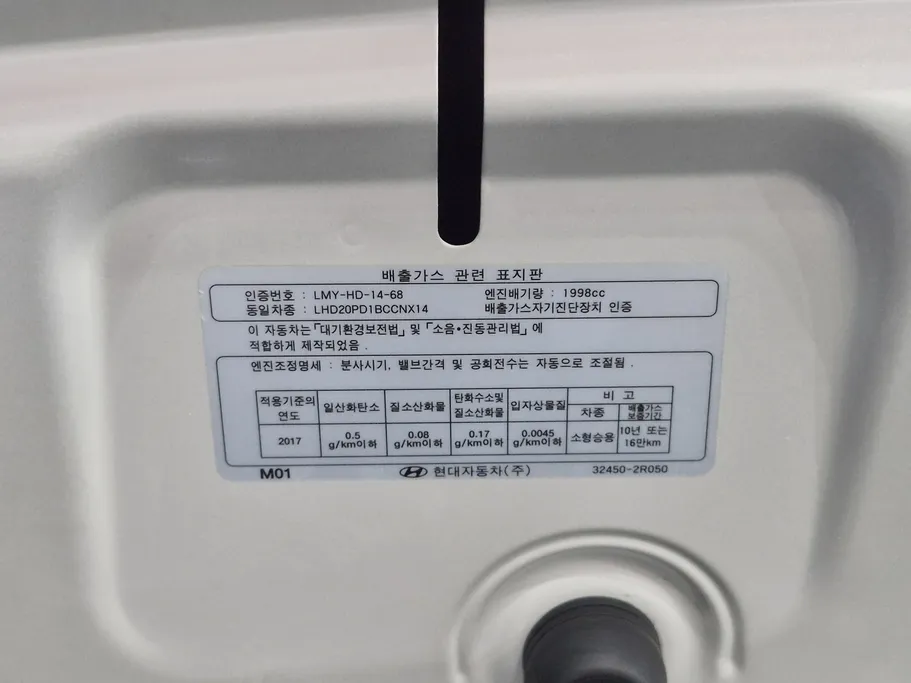 배출가스 관련 표지판
인증번호 : LMY-HD-14-68 엔진배기량 : 1998cc
동일차종 : LHD20PD1BCCNX14 배출가스자기진단장치 인증
이 자동차는「대기환경보전법」및「소음•진동관리법」에
적합하게 제작되었음 .
엔진조정명세 : 분사시기, 밸브간격 및 공회전수는 자동으로 조절됨 .
적용기준의 연도 일산화탄소 질소산화물 탄화수소및 질소산화물 입자상물질 비 고
차종 배출가스 보증기간
2017 0.5 g/km이하 0.08 g/km이하 0.17 g/km이하 0.0045 g/km이하 소형승용 10년 또는 16만km
M01 현대자동차(주) 32450-2R050